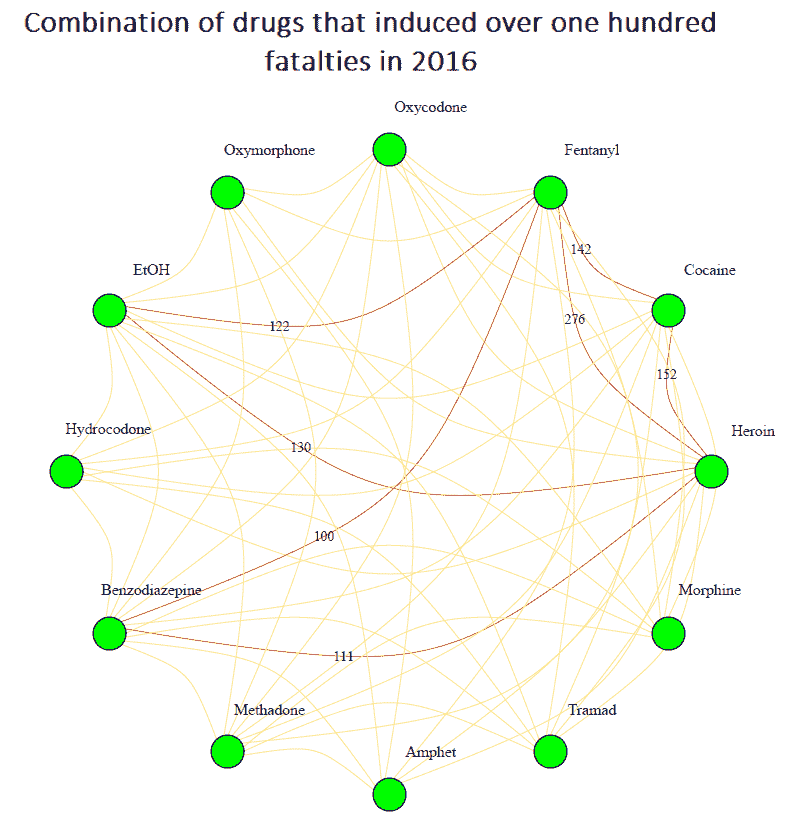 Combination of drugs that induced over one hundred
fatalties in 2016
Oxycodone
Oxymorphone
Fentanyl
142
EtOH
Cocaine
276
122
152
Hydrocodone
Heroin
130
100
Benzodiazepine
Morphine
111
Methadone
Tramad
Amphet